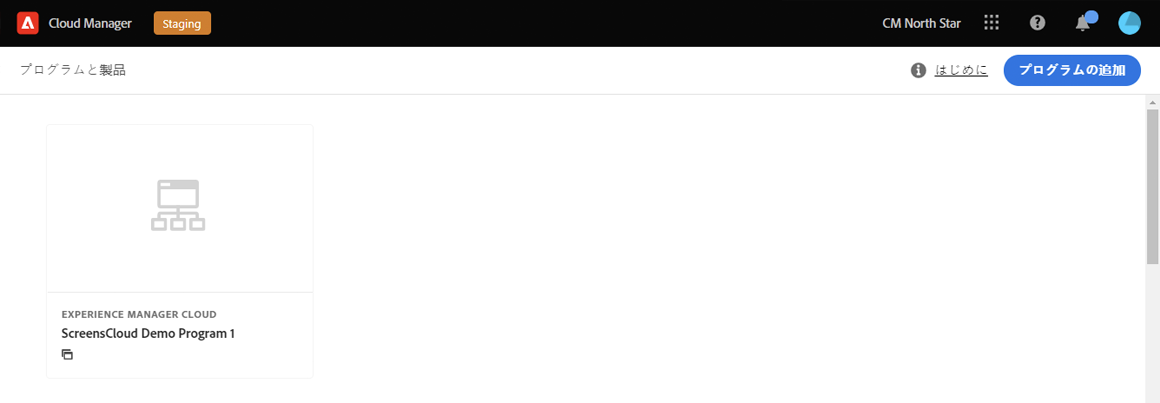 Cloud Manager
Staging
CM North Star
プログラムと製品
はじめに
プログラムの追加
EXPERIENCE MANAGER CLOUD
ScreensCloud Demo Program 1